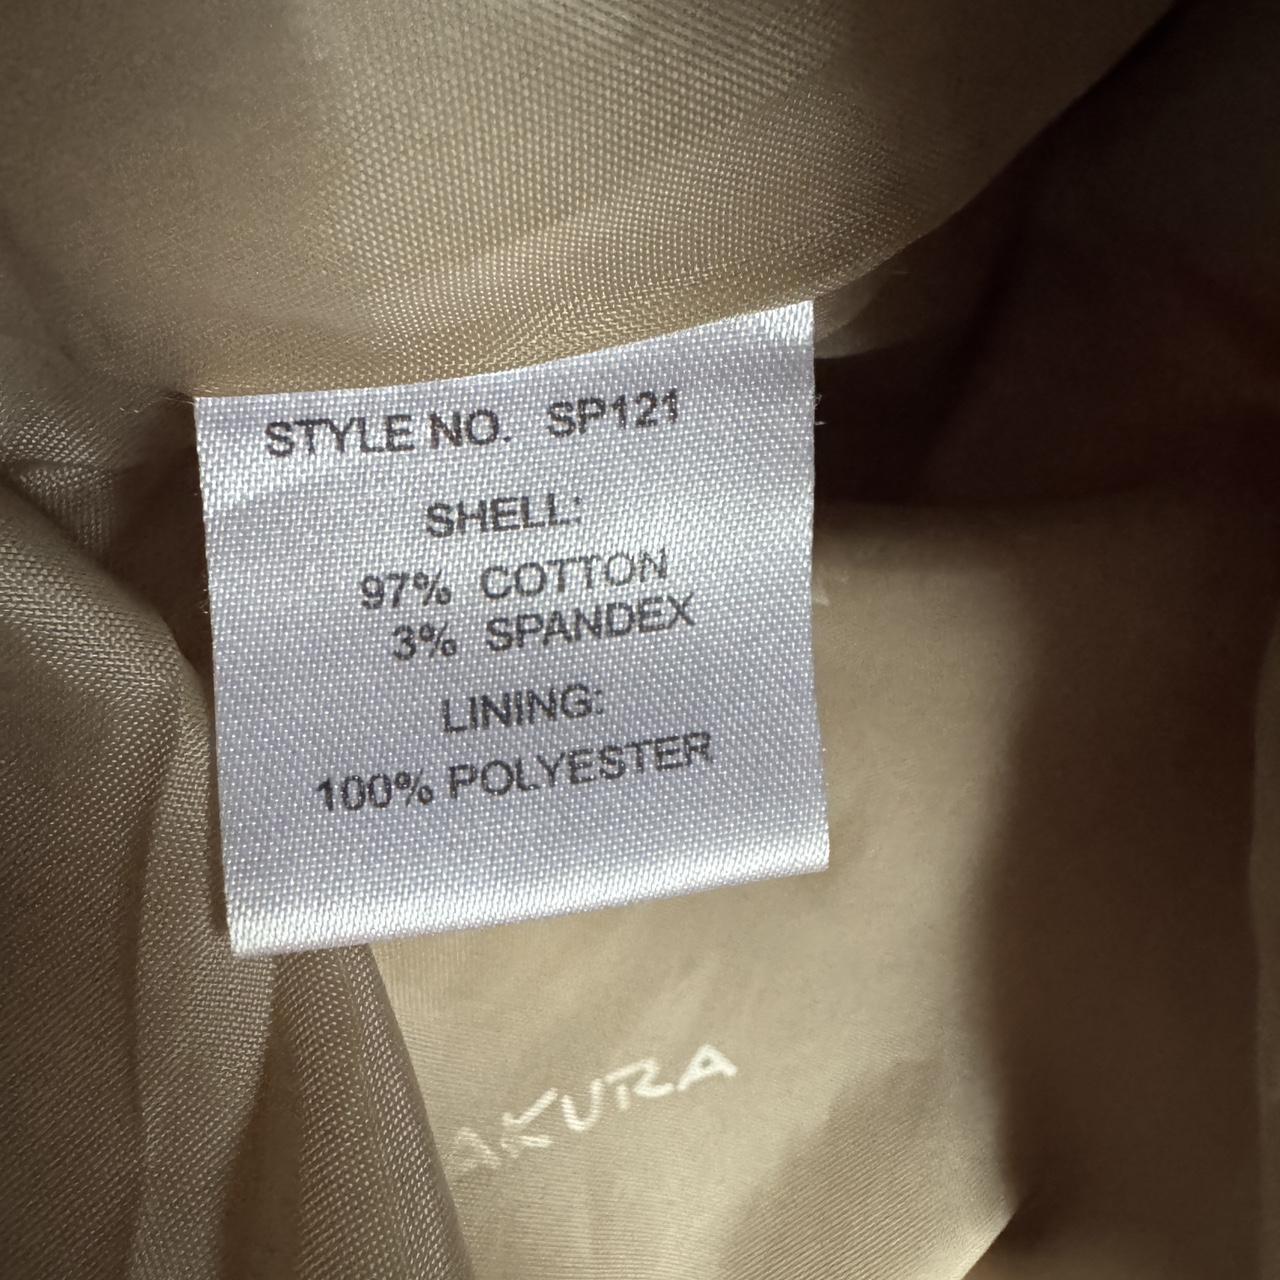 STYLE NO. SP121
SHELL:
97% COTTON
3% SPANDEX
LINING:
100% POLYESTER
AKURA